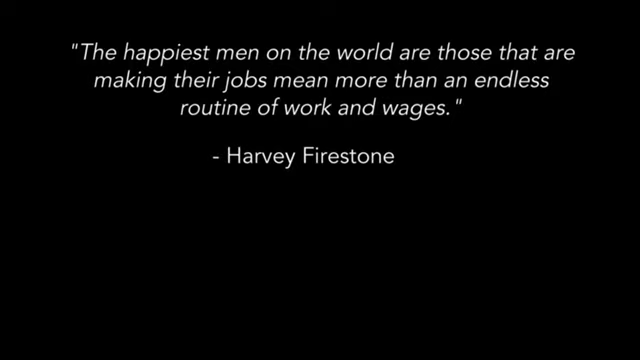 "The happiest men on the world are those that are
making their jobs mean more than an endless
routine of work and wages."
- Harvey Firestone